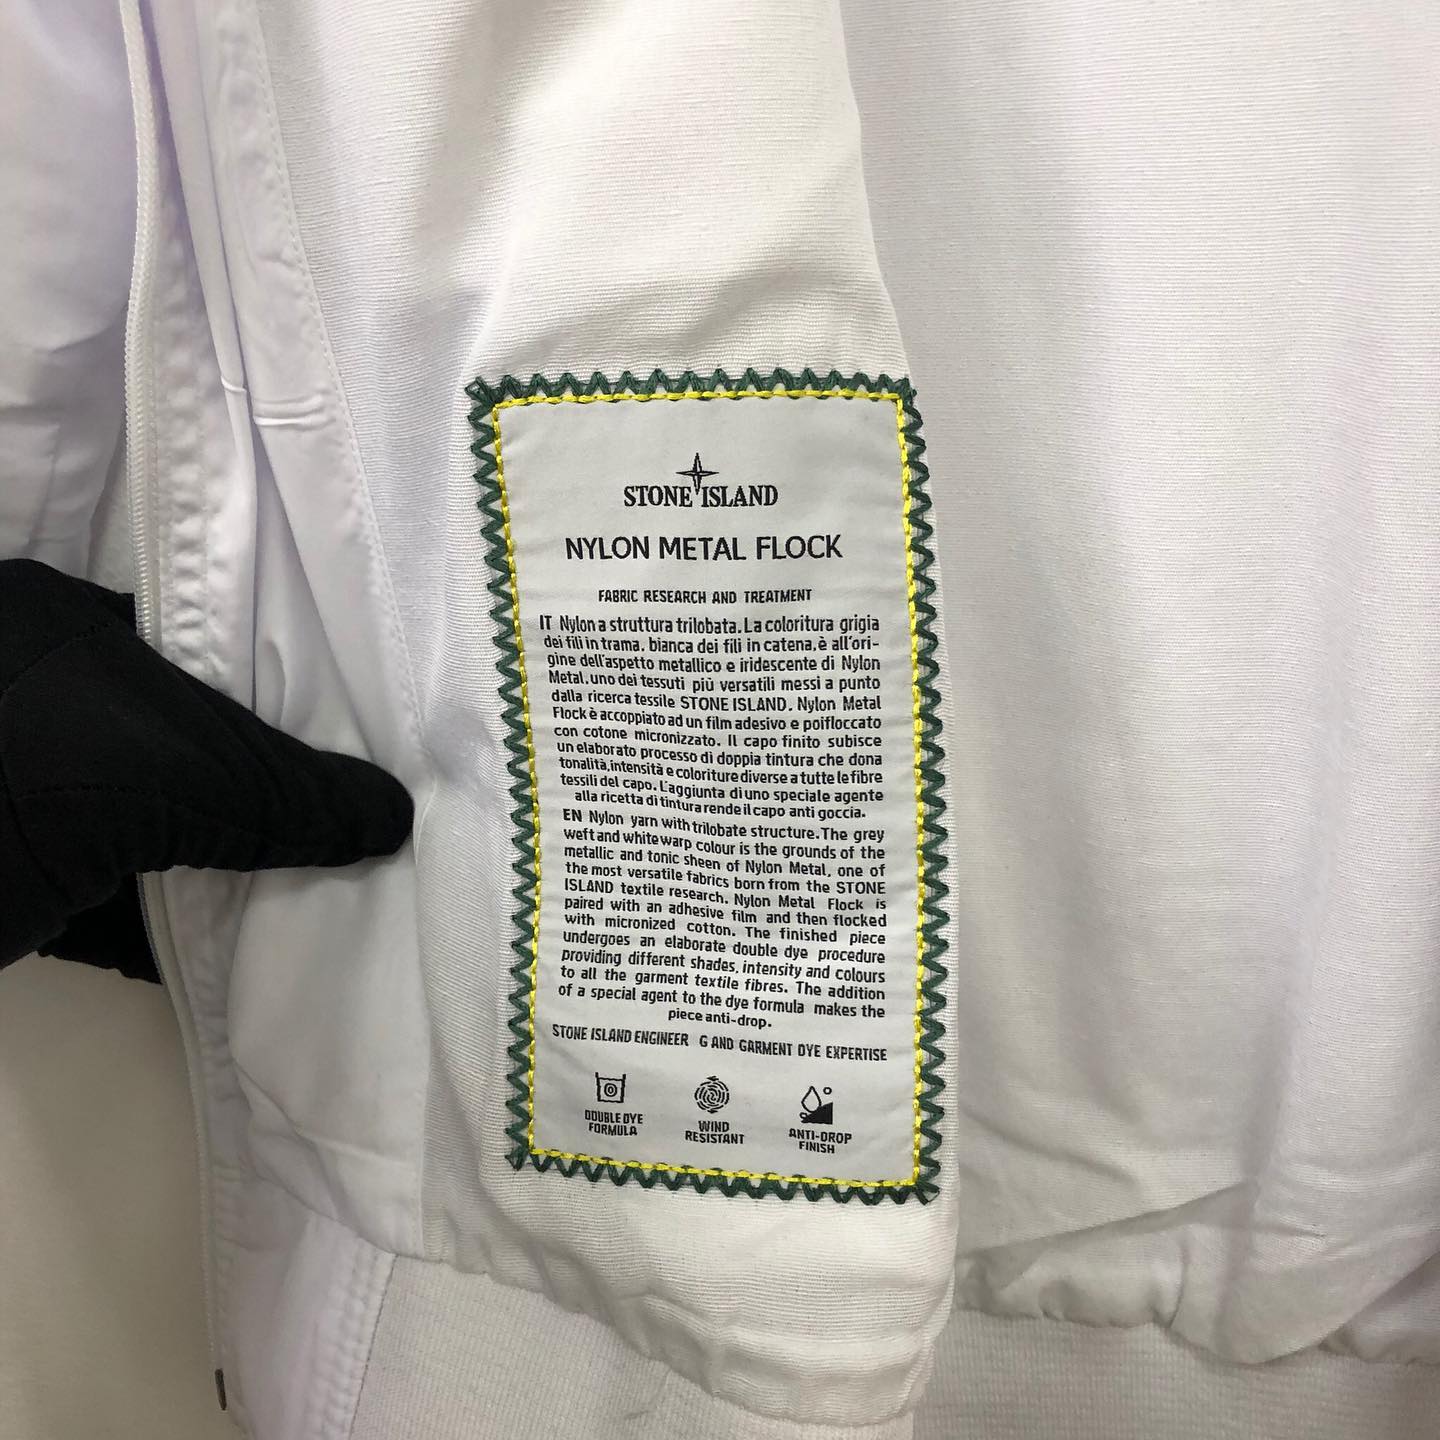 STONE ISLAND
NYLON METAL FLOCK
FABRIC RESEARCH AND TREATMENT
IT Nylon a struttura trilobata. La coloritura grigia
dei fili in trama, bianca dei fili in catena, è all'ori-
gine dell'aspetto metallico e iridescente di Nylon
Metal, uno dei tessuti più versatili messi a punto
dalla ricerca tessile STONE ISLAND. Nylon Metal
Flock è accoppiato ad un film adesivo e poi floccato
con cotone micronizzato. Il capo finito subisce
un elaborato processo di doppia tintura che dona
tonalità, intensità e coloriture diverse a tutte le fibre
tessili del capo. L'aggiunta di uno speciale agente
alla ricetta di tintura rende il capo anti goccia.
EN Nylon yarn with trilobate structure. The grey
weft and white warp colour is the grounds of the
metallic and tonic sheen of Nylon Metal, one of
the most versatile fabrics born from the STONE
ISLAND textile research. Nylon Metal Flock is
paired with an adhesive film and then flocked
with micronized cotton. The finished piece
undergoes an elaborate double dye procedure
providing different shades, intensity and colours
to all the garment textile fibres. The addition
of a special agent to the dye formula makes the
piece anti-drop.
STONE ISLAND ENGINEER G AND GARMENT DYE EXPERTISE
DOUBLE DYE
FORMULA
WIND
RESISTANT
ANTI-DROP
FINISH